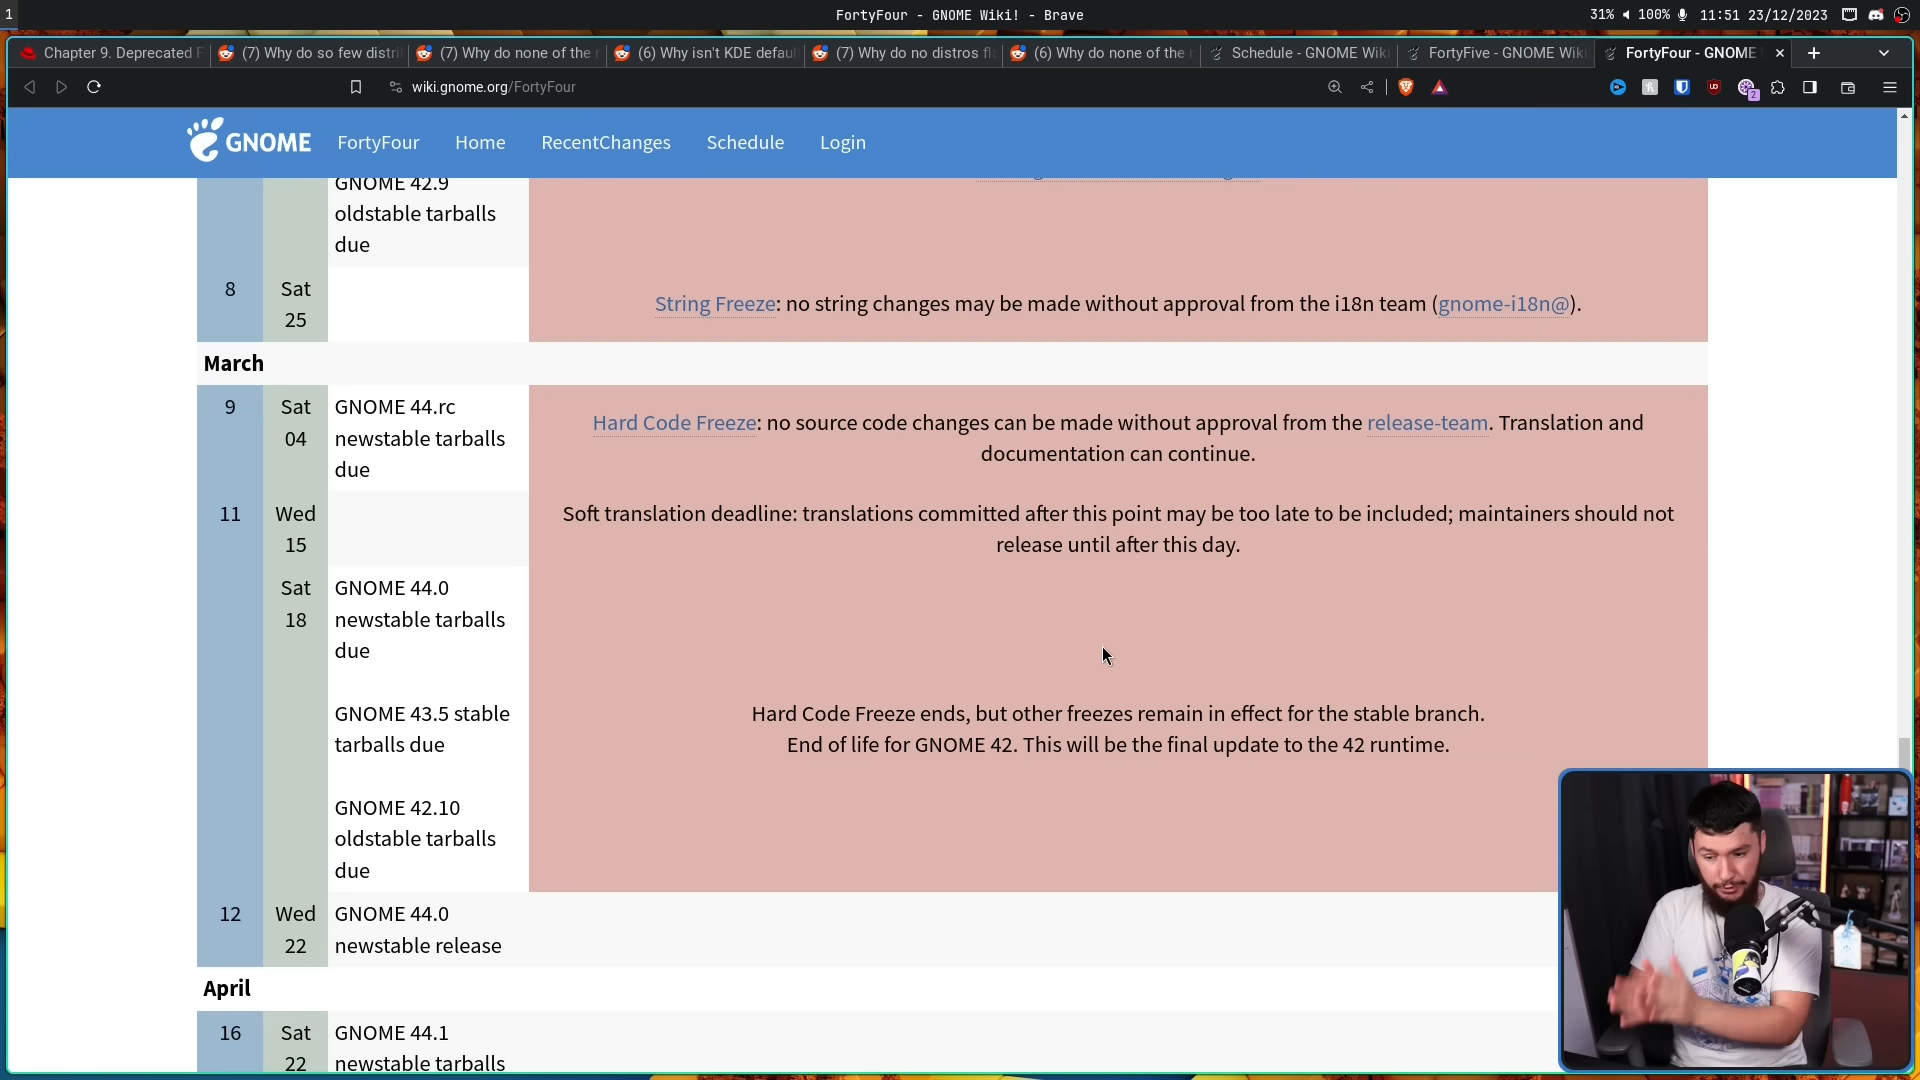 1
FortyFour - GNOME Wiki! - Brave
31% 100% 11:51 23/12/2023
Chapter 9. Deprecated F
(7) Why do so few distri
(7) Why do none of the r
(6) Why isn't KDE defau
(7) Why do no distros fl
(6) Why do none of the r
Schedule - GNOME Wiki
FortyFive - GNOME Wiki
FortyFour - GNOME
wiki.gnome.org/FortyFour
2
GNOME
FortyFour
Home
RecentChanges
Schedule
Login
GNOME 42.9
oldstable tarballs
due
8
Sat
25
String Freeze: no string changes may be made without approval from the i18n team (gnome-i18n@).
March
9
Sat
04
GNOME 44.rc
newstable tarballs
due
Hard Code Freeze: no source code changes can be made without approval from the release-team. Translation and
documentation can continue.
11
Wed
15
Soft translation deadline: translations committed after this point may be too late to be included; maintainers should not
release until after this day.
Sat
18
GNOME 44.0
newstable tarballs
due
GNOME 43.5 stable
tarballs due
GNOME 42.10
oldstable tarballs
due
Hard Code Freeze ends, but other freezes remain in effect for the stable branch.
End of life for GNOME 42. This will be the final update to the 42 runtime.
12
Wed
22
GNOME 44.0
newstable release
April
16
Sat
22
GNOME 44.1
newstable tarballs